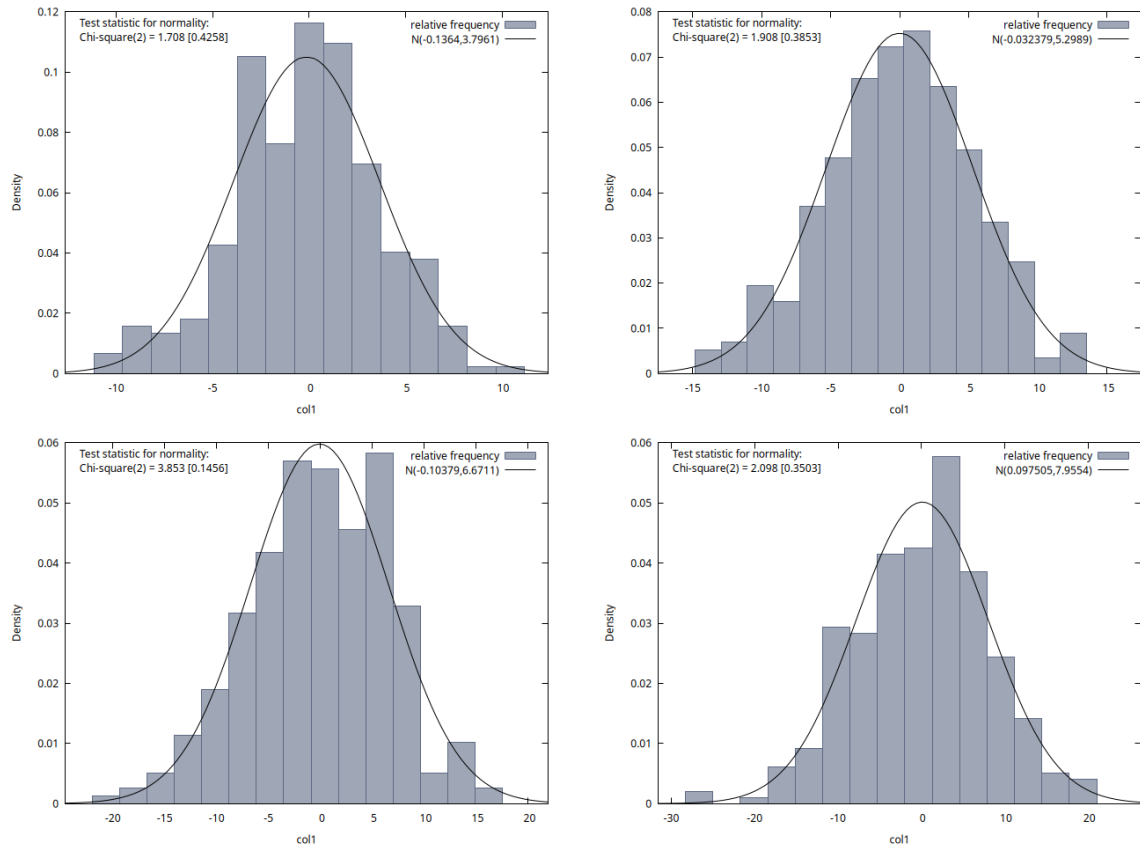 Test statistic for normality:
Chi-square(2) = 1.708 [0.4258]
relative frequency
N(-0.1364,3.7961)
Density
0.12
0.1
0.08
0.06
0.04
0.02
0
-10 -5 0 5 10
col1
Test statistic for normality:
Chi-square(2) = 1.908 [0.3853]
relative frequency
N(-0.032379,5.2989)
Density
0.08
0.07
0.06
0.05
0.04
0.03
0.02
0.01
0
-15 -10 -5 0 5 10 15
col1
Test statistic for normality:
Chi-square(2) = 3.853 [0.1456]
relative frequency
N(-0.10379,6.6711)
Density
0.06
0.05
0.04
0.03
0.02
0.01
0
-20 -15 -10 -5 0 5 10 15 20
col1
Test statistic for normality:
Chi-square(2) = 2.098 [0.3503]
relative frequency
N(0.097505,7.9554)
Density
0.06
0.05
0.04
0.03
0.02
0.01
0
-30 -20 -10 0 10 20
col1